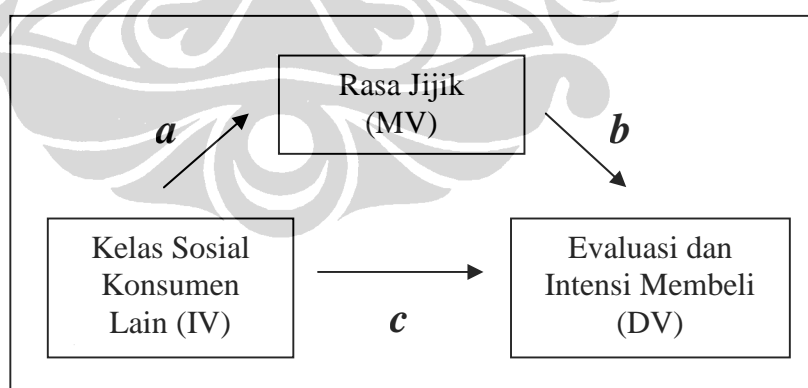 Rasa Jijik
(MV)
a
b
Kelas Sosial
Konsumen
Lain (IV)
c
Evaluasi dan
Intensi Membeli
(DV)